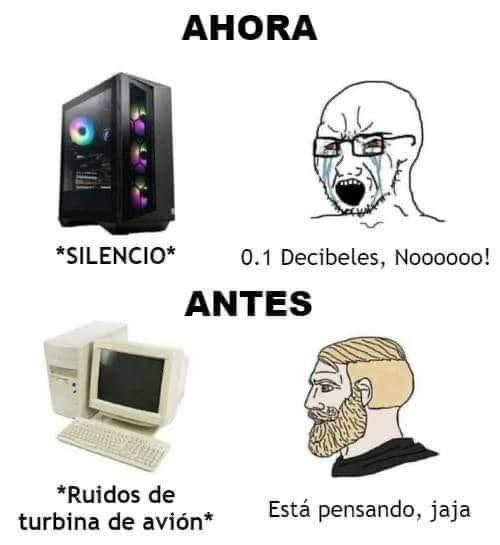 AHORA
*SILENCIO*
0.1 Decibeles, Noooooo!
ANTES
*Ruidos de
turbina de avión*
Está pensando, jaja